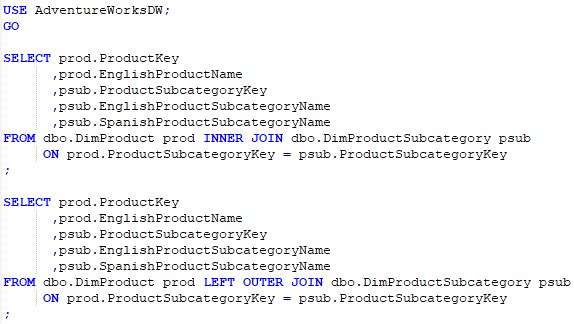 USE AdventureWorksDW;
GO
SELECT prod.ProductKey
,prod.EnglishProductName
,psub.ProductSubcategoryKey
,psub.EnglishProductSubcategoryName
,psub.SpanishProductSubcategoryName
FROM dbo.DimProduct prod INNER JOIN dbo.DimProductSubcategory psub
ON prod.ProductSubcategoryKey = psub.ProductSubcategoryKey
;
SELECT prod.ProductKey
,prod.EnglishProductName
,psub.ProductSubcategoryKey
,psub.EnglishProductSubcategoryName
,psub.SpanishProductSubcategoryName
FROM dbo.DimProduct prod LEFT OUTER JOIN dbo.DimProductSubcategory psub
ON prod.ProductSubcategoryKey = psub.ProductSubcategoryKey
;